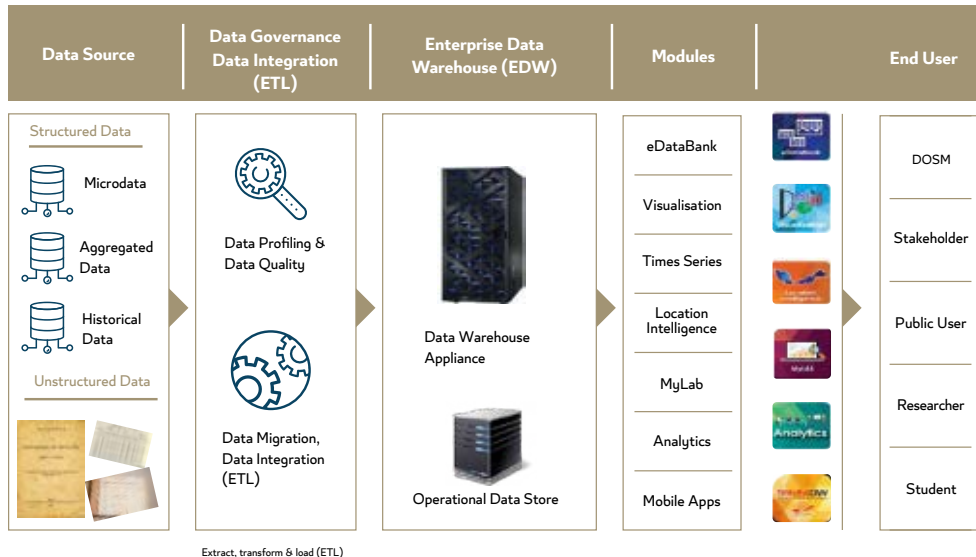 Data Source
Data Governance
Data Integration
(ETL)
Enterprise Data
Warehouse (EDW)
Modules
End User
Structured Data
Microdata
Aggregated
Data
Historical
Data
Unstructured Data
Data Profiling &
Data Quality
Data Migration,
Data Integration
(ETL)
Data Warehouse
Appliance
Operational Data Store
eDataBank
Visualisation
Times Series
Location
Intelligence
MyLab
Analytics
Mobile Apps
Analytics
DOSM
Stakeholder
Public User
Researcher
Student
Extract, transform & load (ETL)